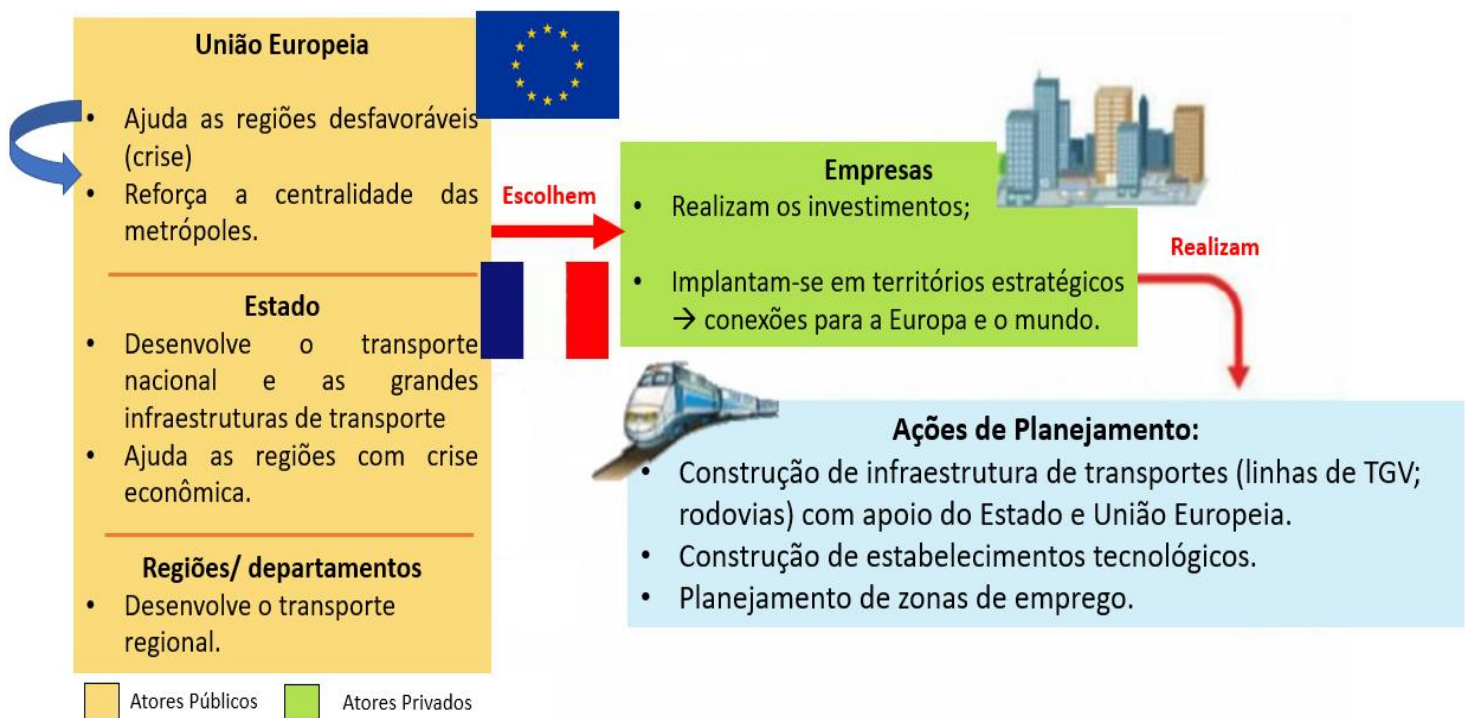 União Europeia
• Ajuda as regiões desfavoráveis
(crise)
• Reforça a centralidade das
metrópoles.
Estado
• Desenvolve o transporte
nacional e as grandes
infraestruturas de transporte
• Ajuda as regiões com crise
econômica.
Regiões/ departamentos
• Desenvolve o transporte
regional.
Escolhem
Empresas
• Realizam os investimentos;
• Implantam-se em territórios estratégicos
→ conexões para a Europa e o mundo.
Realizam
Ações de Planejamento:
• Construção de infraestrutura de transportes (linhas de TGV;
rodovias) com apoio do Estado e União Europeia.
• Construção de estabelecimentos tecnológicos.
• Planejamento de zonas de emprego.
Atores Públicos
Atores Privados